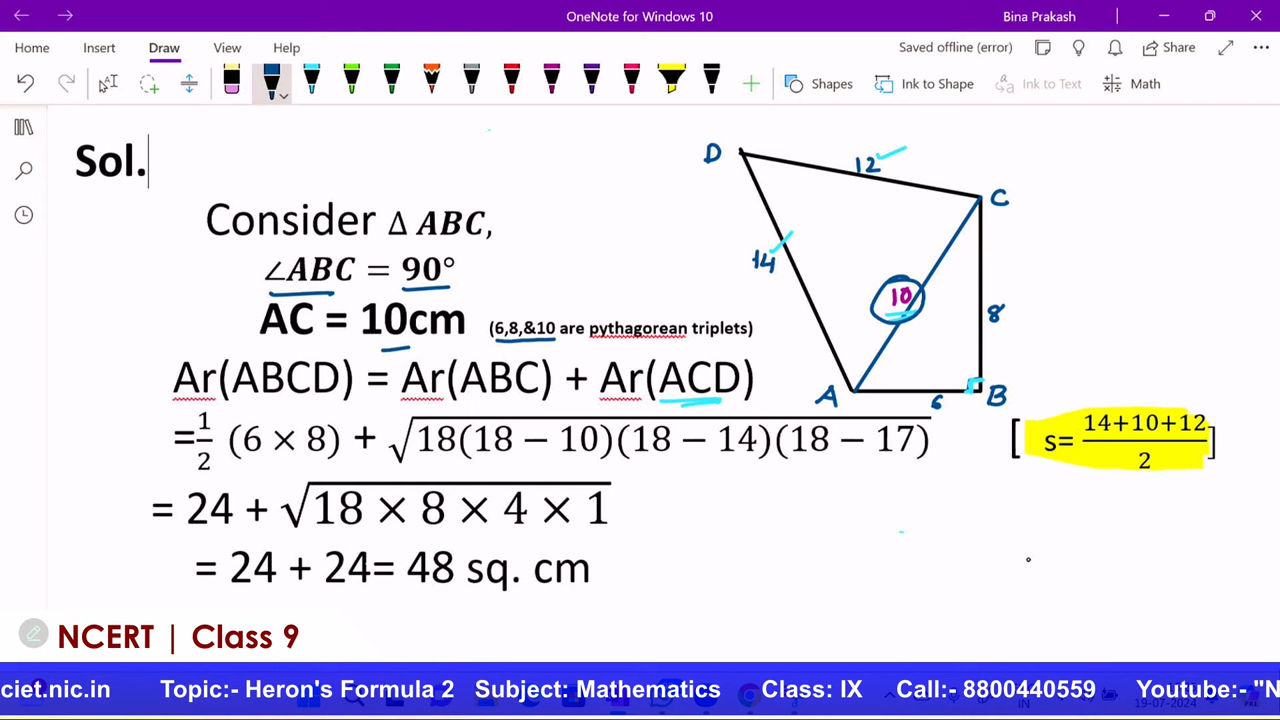 OneNote for Windows 10
Bina Prakash
Home Insert Draw View Help
Saved offline (error)
Share
Shapes
Ink to Shape
Ink to Text
Math
Sol.
Consider Δ ABC,
∠ABC = 90°
AC = 10cm (6,8,&10 are pythagorean triplets)
Ar(ABCD) = Ar(ABC) + Ar(ACD)
=1/2 (6 × 8) + √18(18 − 10)(18 − 14)(18 − 17) [ s= 14+10+12/2 ]
= 24 + √18 × 8 × 4 × 1
= 24 + 24= 48 sq. cm
D
12
C
14
10
8
A
6
B
NCERT | Class 9
ciet.nic.in Topic:- Heron's Formula 2 Subject: Mathematics Class: IX Call:- 8800440559 Youtube:- "N
19-07-2024